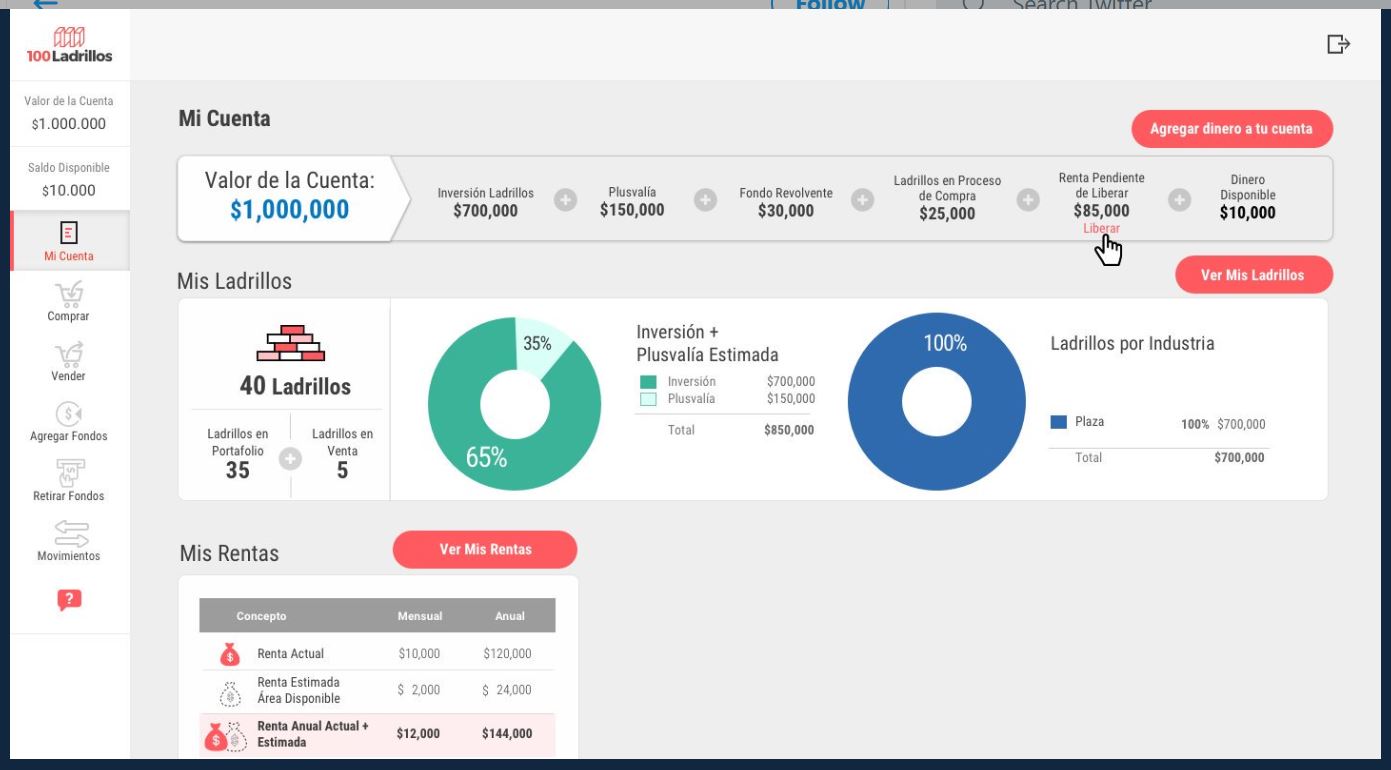 Follow
Search Twitter
100Ladrillos
Valor de la Cuenta
$1.000.000
Saldo Disponible
$10.000
Mi Cuenta
Comprar
Vender
Agregar Fondos
Retirar Fondos
Movimientos
?
Mi Cuenta
Agregar dinero a tu cuenta
Valor de la Cuenta:
$1,000,000
Inversión Ladrillos
$700,000
Plusvalía
$150,000
Fondo Revolvente
$30,000
Ladrillos en Proceso
de Compra
$25,000
Renta Pendiente
de Liberar
$85,000
Liberar
Dinero
Disponible
$10,000
Mis Ladrillos
Ver Mis Ladrillos
40 Ladrillos
Ladrillos en
Portafolio
35
Ladrillos en
Venta
5
35%
65%
Inversión +
Plusvalía Estimada
Inversión $700,000
Plusvalía $150,000
Total $850,000
100%
Ladrillos por Industria
Plaza 100% $700,000
Total $700,000
Mis Rentas
Ver Mis Rentas
Concepto Mensual Anual
Renta Actual $10,000 $120,000
Renta Estimada
Área Disponible $ 2,000 $ 24,000
Renta Anual Actual +
Estimada $12,000 $144,000